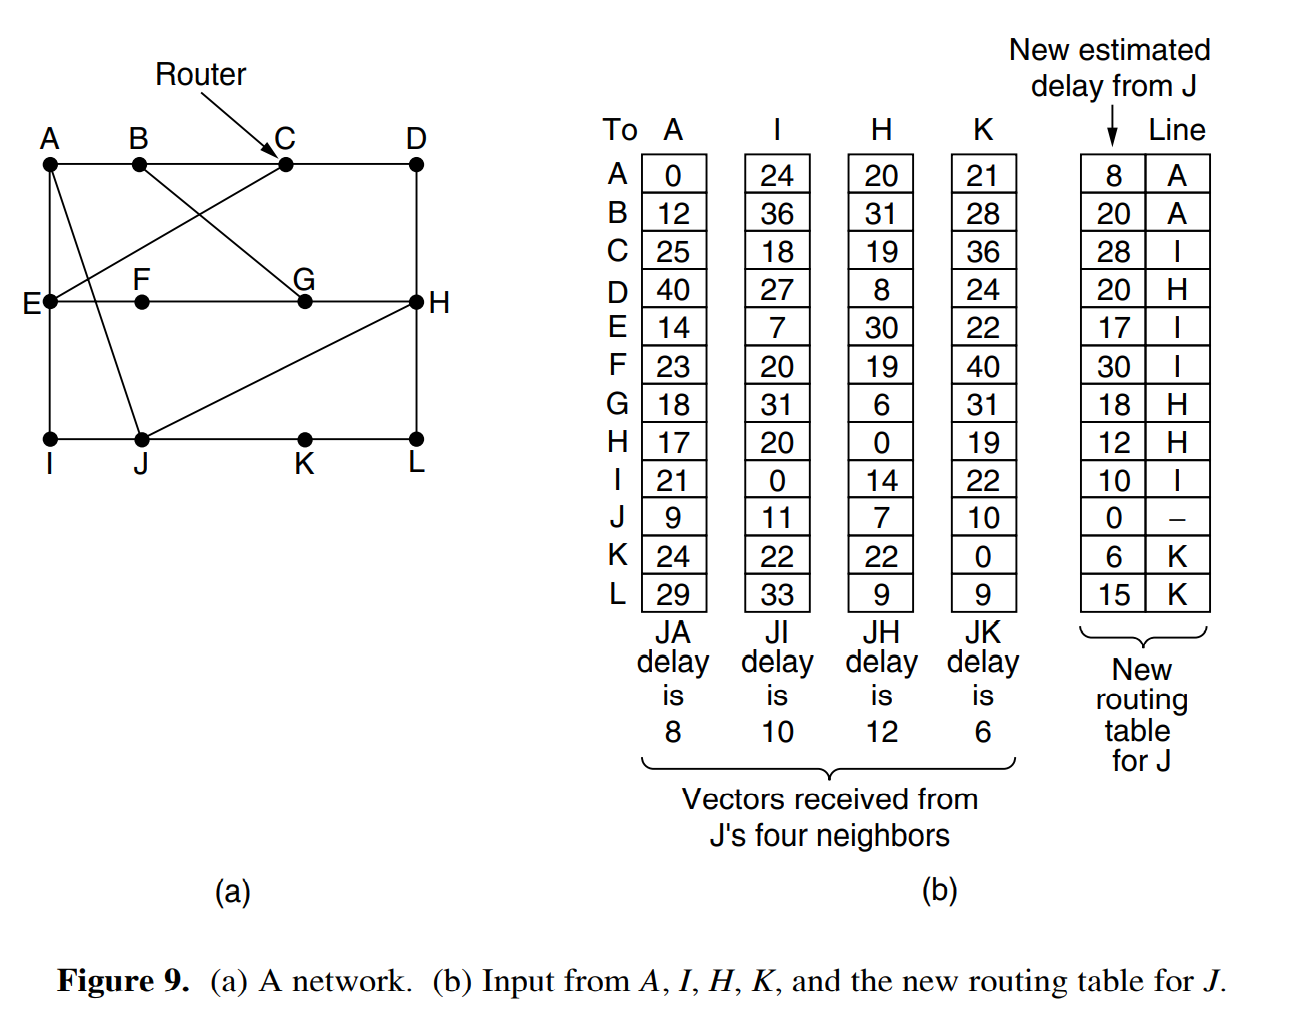 Router
A B C D
E F G H
I J K L
(a)
New estimated
delay from J
To A I H K Line
A 0 24 20 21 8 A
B 12 36 31 28 20 A
C 25 18 19 36 28 I
D 40 27 8 24 20 H
E 14 7 30 22 17 I
F 23 20 19 40 30 I
G 18 31 6 31 18 H
H 17 20 0 19 12 H
I 21 0 14 22 10 I
J 9 11 7 10 0 –
K 24 22 22 0 6 K
L 29 33 9 9 15 K
JA JI JH JK
delay delay delay delay
is is is is
8 10 12 6
New
routing
table
for J
Vectors received from
J's four neighbors
(b)
Figure 9. (a) A network. (b) Input from A, I, H, K, and the new routing table for J.